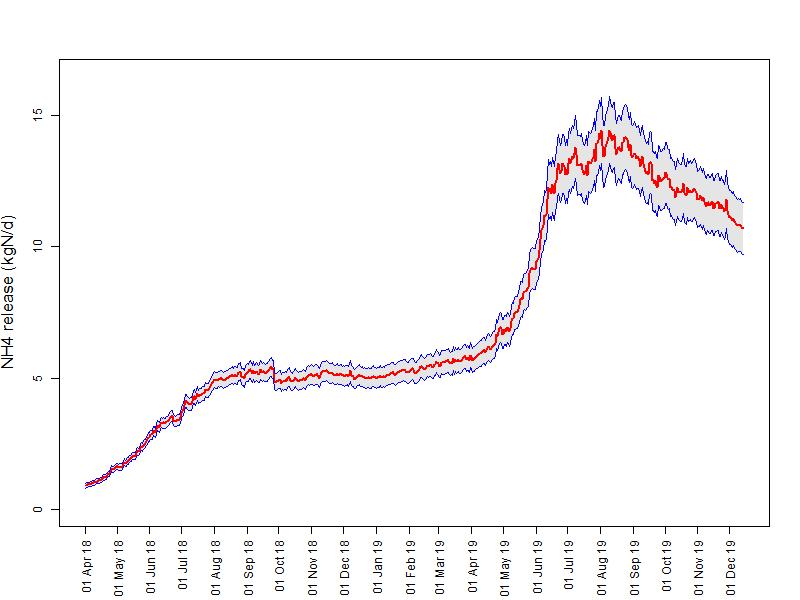 NH4 release (kgN/d)
15
10
5
0
01 Apr 18
01 May 18
01 Jun 18
01 Jul 18
01 Aug 18
01 Sep 18
01 Oct 18
01 Nov 18
01 Dec 18
01 Jan 19
01 Feb 19
01 Mar 19
01 Apr 19
01 May 19
01 Jun 19
01 Jul 19
01 Aug 19
01 Sep 19
01 Oct 19
01 Nov 19
01 Dec 19